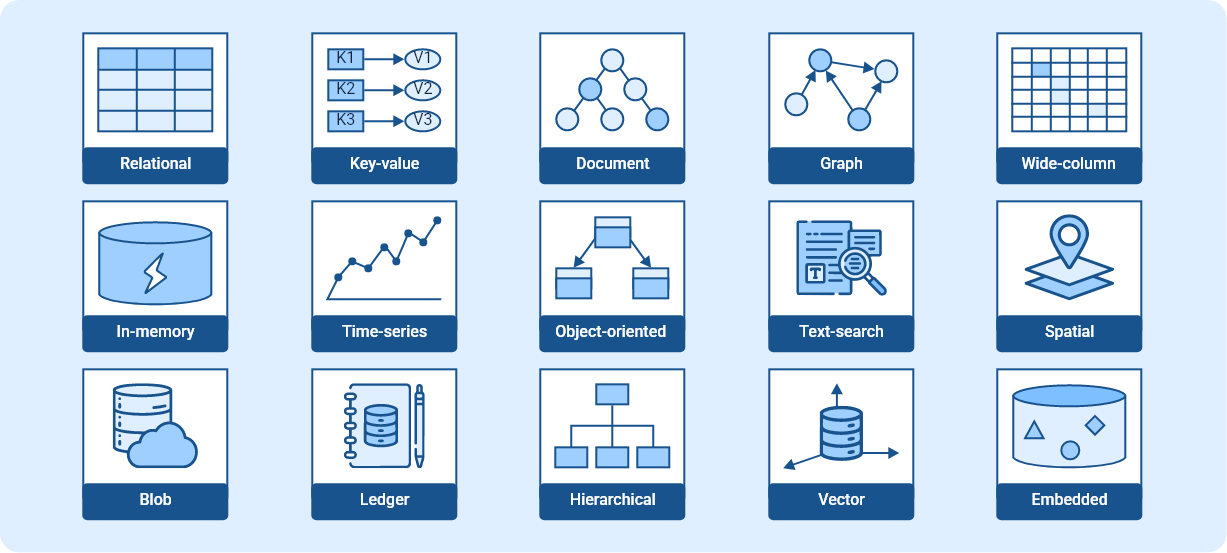 K1 V1
K2 V2
K3 V3
Relational
Key-value
Document
Graph
Wide-column
T
In-memory
Time-series
Object-oriented
Text-search
Spatial
Blob
Ledger
Hierarchical
Vector
Embedded